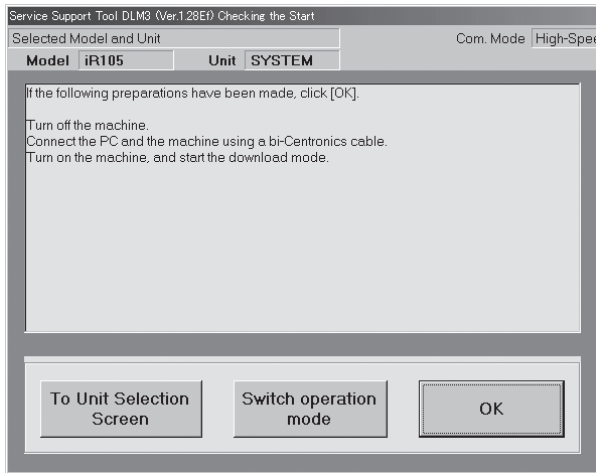 Service Support Tool DLM3 (Ver.1.28Ef) Checking the Start
Selected Model and Unit Com. Mode High-Spee
Model iR105 Unit SYSTEM
If the following preparations have been made, click [OK].
Turn off the machine.
Connect the PC and the machine using a bi-Centronics cable.
Turn on the machine, and start the download mode.
To Unit Selection
Screen
Switch operation
mode
OK